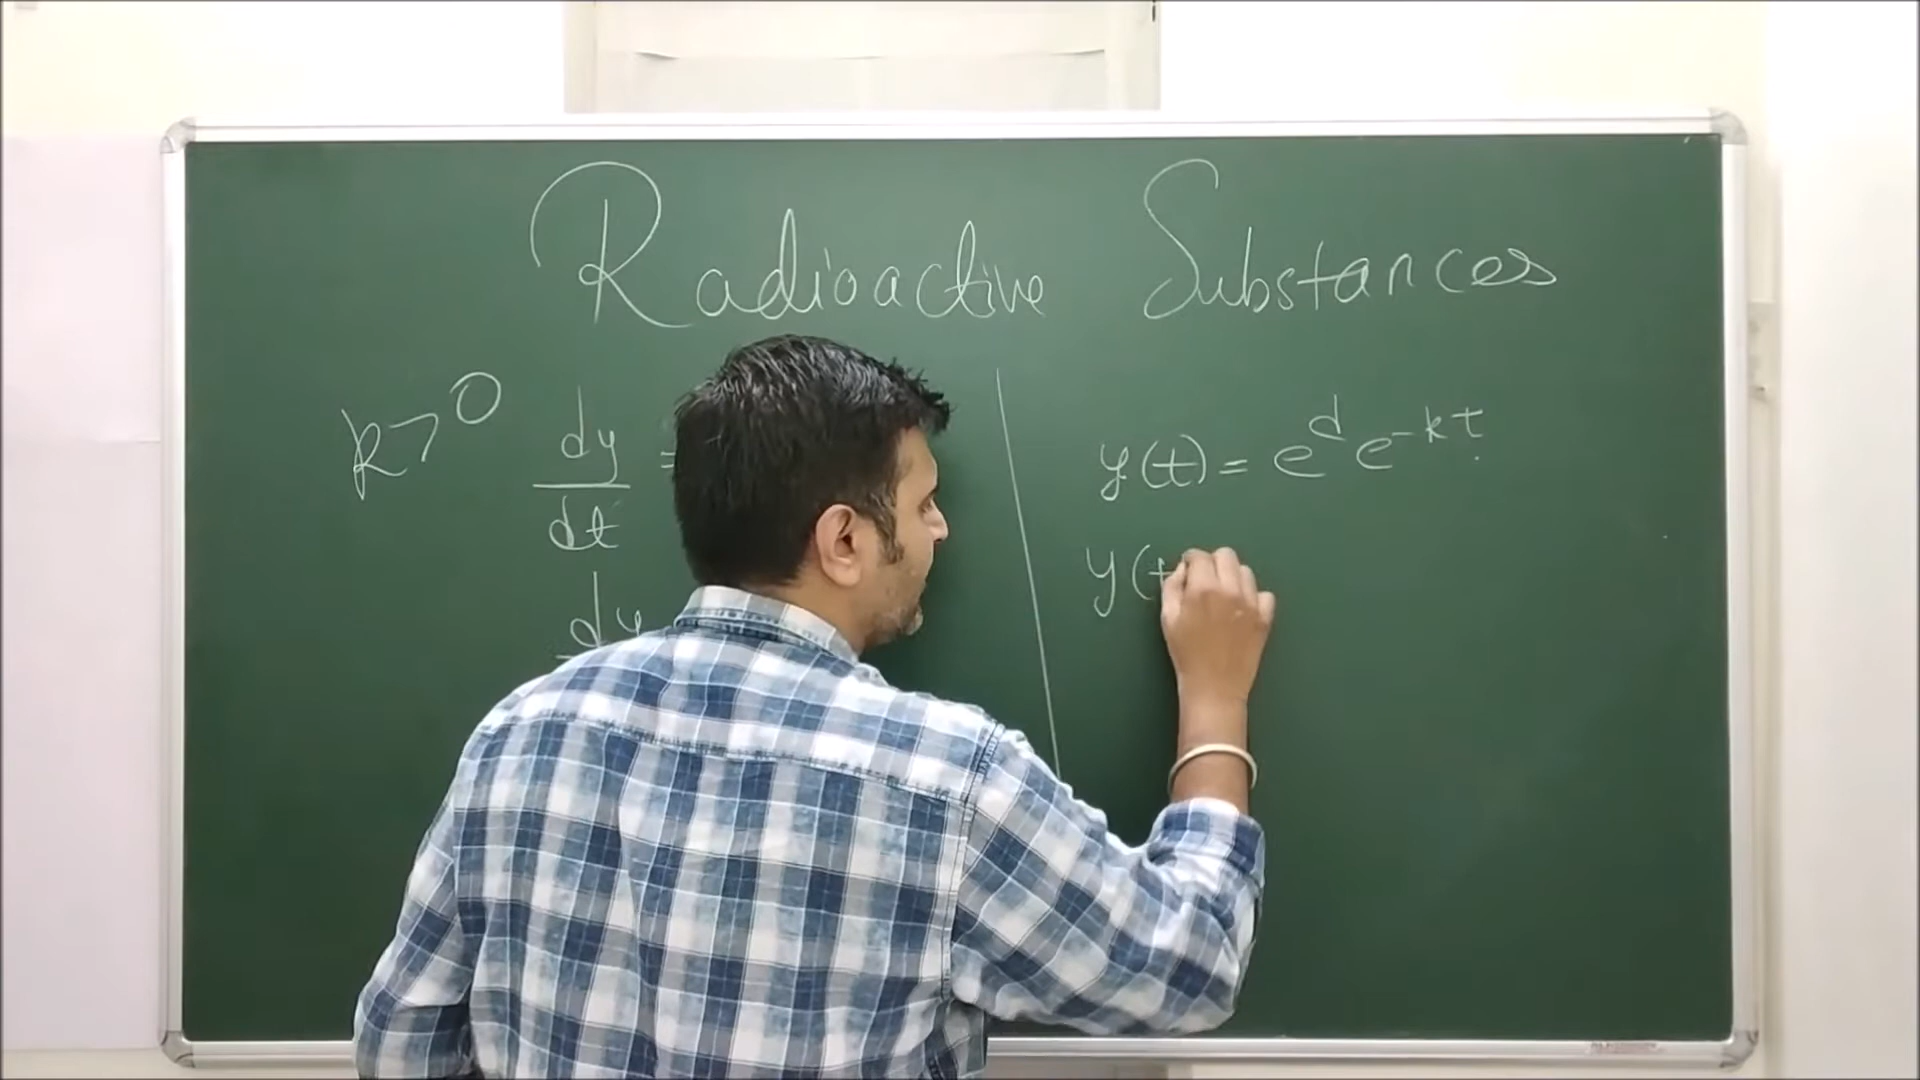 Radioactive Substances
k>0
dy/dt =
dy
y(t) = e^d e^-kt
y(t